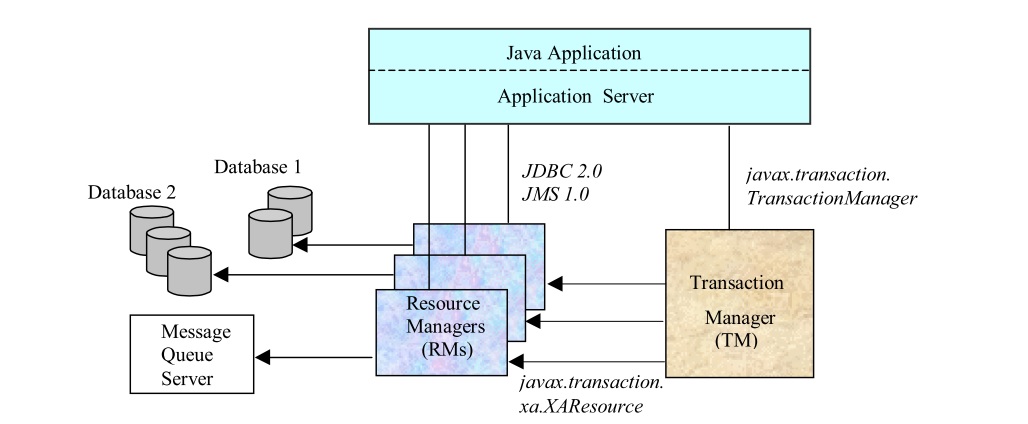 Java Application
Application Server
Database 1
Database 2
JDBC 2.0
JMS 1.0
javax.transaction.
TransactionManager
Resource
Managers
(RMs)
Transaction
Manager
(TM)
Message
Queue
Server
javax.transaction.
xa.XAResource